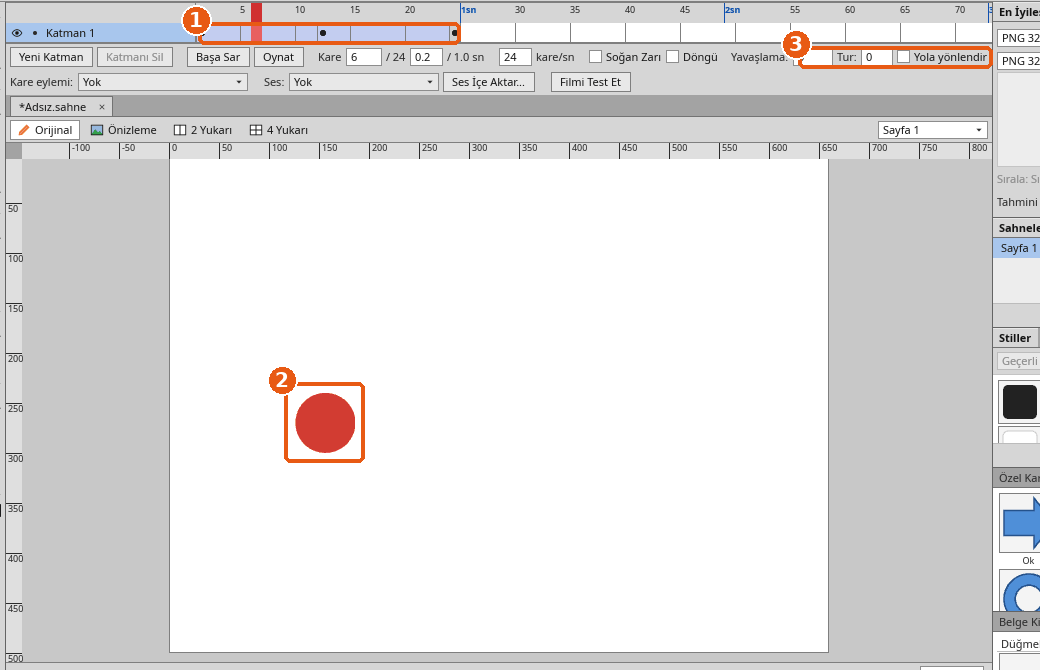 5 10 15 20 1sn 30 35 40 45 2sn 55 60 65 70
En İyileş
1
Katman 1
PNG 32
3
Yeni Katman Katmanı Sil Başa Sar Oynat Kare 6 / 24 0.2 / 1.0 sn 24 kare/sn Soğan Zarı Döngü Yavaşlama: Tur: 0 Yola yönlendir
PNG 32
Kare eylemi: Yok Ses: Yok Ses İçe Aktar... Filmi Test Et
*Adsız.sahne ×
Orijinal Önizleme 2 Yukarı 4 Yukarı Sayfa 1
-100 -50 0 50 100 150 200 250 300 350 400 450 500 550 600 650 700 750 800
Sırala: Sı
Tahmini
50
Sahnele
Sayfa 1
100
150
Stiller
200
Geçerli
2
250
300
Özel Kar
350
400
Ok
450
Belge Ki
Düğme
500